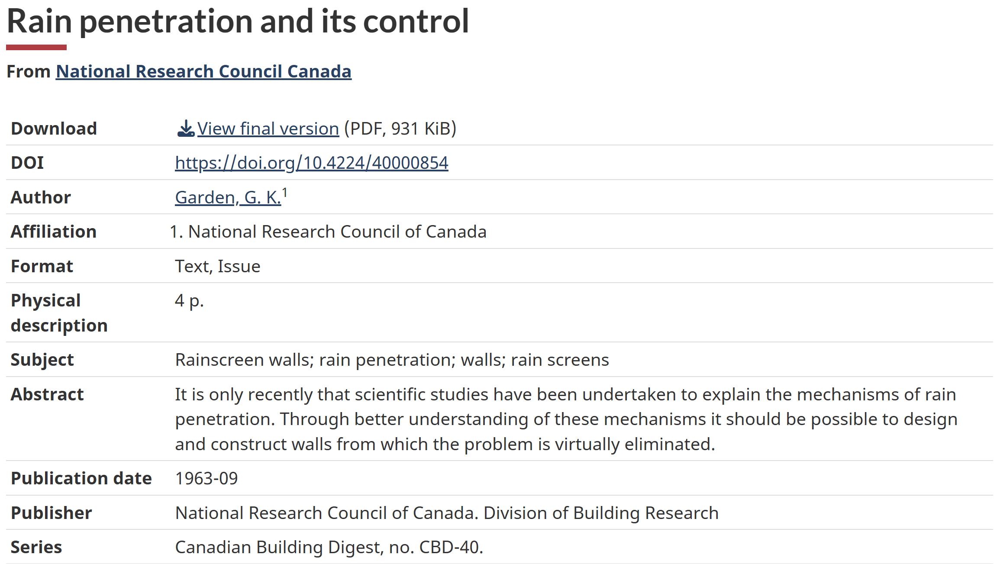 Rain penetration and its control
From National Research Council Canada
Download View final version (PDF, 931 KiB)
DOI https://doi.org/10.4224/40000854
Author Garden, G. K.1
Affiliation 1. National Research Council of Canada
Format Text, Issue
Physical description 4 p.
Subject Rainscreen walls; rain penetration; walls; rain screens
Abstract It is only recently that scientific studies have been undertaken to explain the mechanisms of rain
penetration. Through better understanding of these mechanisms it should be possible to design
and construct walls from which the problem is virtually eliminated.
Publication date 1963-09
Publisher National Research Council of Canada. Division of Building Research
Series Canadian Building Digest, no. CBD-40.